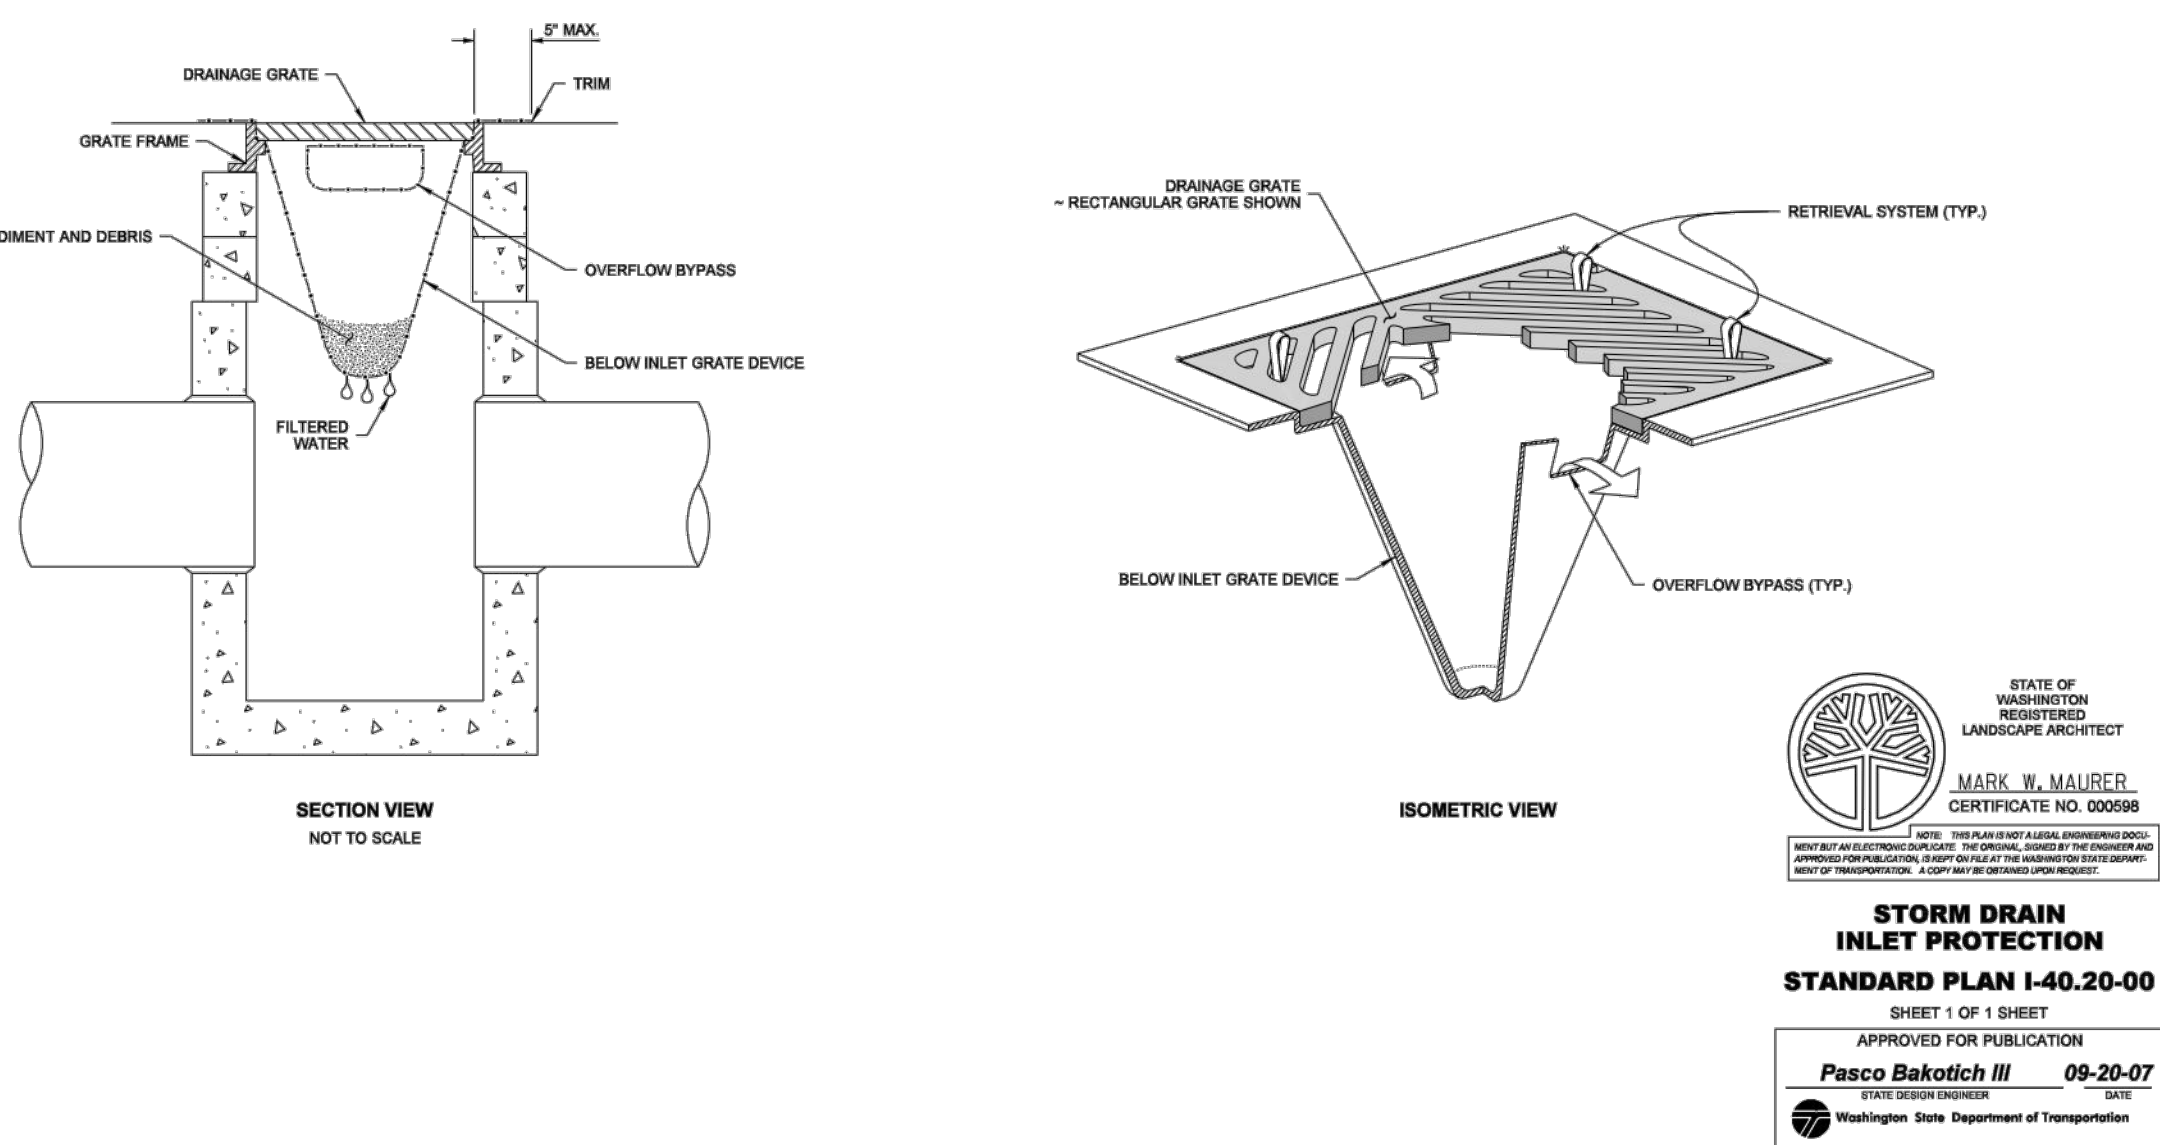 5" MAX.
DRAINAGE GRATE
TRIM
GRATE FRAME
DIMENT AND DEBRIS
OVERFLOW BYPASS
BELOW INLET GRATE DEVICE
FILTERED
WATER
SECTION VIEW
NOT TO SCALE
DRAINAGE GRATE
~ RECTANGULAR GRATE SHOWN
RETRIEVAL SYSTEM (TYP.)
BELOW INLET GRATE DEVICE
OVERFLOW BYPASS (TYP.)
ISOMETRIC VIEW
STATE OF
WASHINGTON
REGISTERED
LANDSCAPE ARCHITECT
MARK W. MAURER
CERTIFICATE NO. 000598
NOTE: THIS PLAN IS NOT A LEGAL ENGINEERING DOCU-
MENT BUT AN ELECTRONIC DUPLICATE. THE ORIGINAL, SIGNED BY THE ENGINEER AND
APPROVED FOR PUBLICATION, IS KEPT ON FILE AT THE WASHINGTON STATE DEPART-
MENT OF TRANSPORTATION. A COPY MAY BE OBTAINED UPON REQUEST.
STORM DRAIN
INLET PROTECTION
STANDARD PLAN I-40.20-00
SHEET 1 OF 1 SHEET
APPROVED FOR PUBLICATION
Pasco Bakotich III 09-20-07
STATE DESIGN ENGINEER DATE
Washington State Department of Transportation